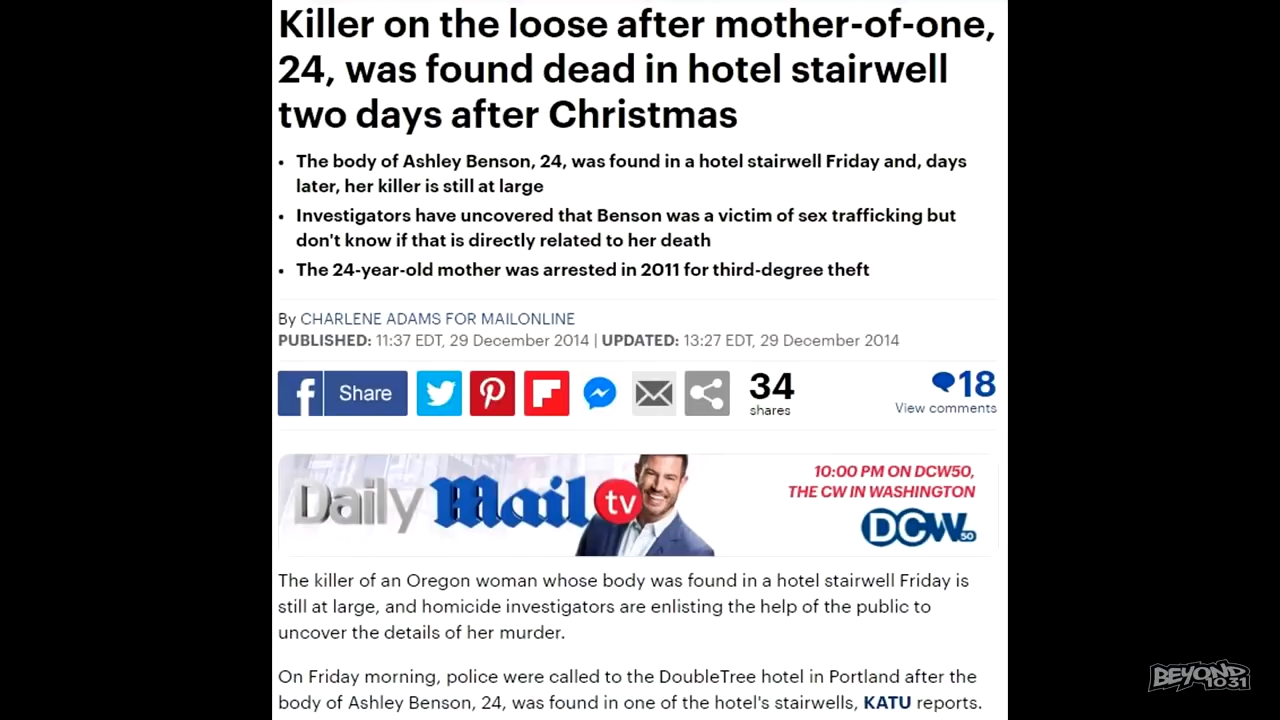 Killer on the loose after mother-of-one,
24, was found dead in hotel stairwell
two days after Christmas
• The body of Ashley Benson, 24, was found in a hotel stairwell Friday and, days
later, her killer is still at large
• Investigators have uncovered that Benson was a victim of sex trafficking but
don't know if that is directly related to her death
• The 24-year-old mother was arrested in 2011 for third-degree theft
By CHARLENE ADAMS FOR MAILONLINE
PUBLISHED: 11:37 EDT, 29 December 2014 | UPDATED: 13:27 EDT, 29 December 2014
f Share
34
shares
18
View comments
Daily Mail tv
10:00 PM ON DCW50,
THE CW IN WASHINGTON
DCW50
The killer of an Oregon woman whose body was found in a hotel stairwell Friday is
still at large, and homicide investigators are enlisting the help of the public to
uncover the details of her murder.
On Friday morning, police were called to the DoubleTree hotel in Portland after the
body of Ashley Benson, 24, was found in one of the hotel's stairwells, KATU reports.
BEYOND
1031